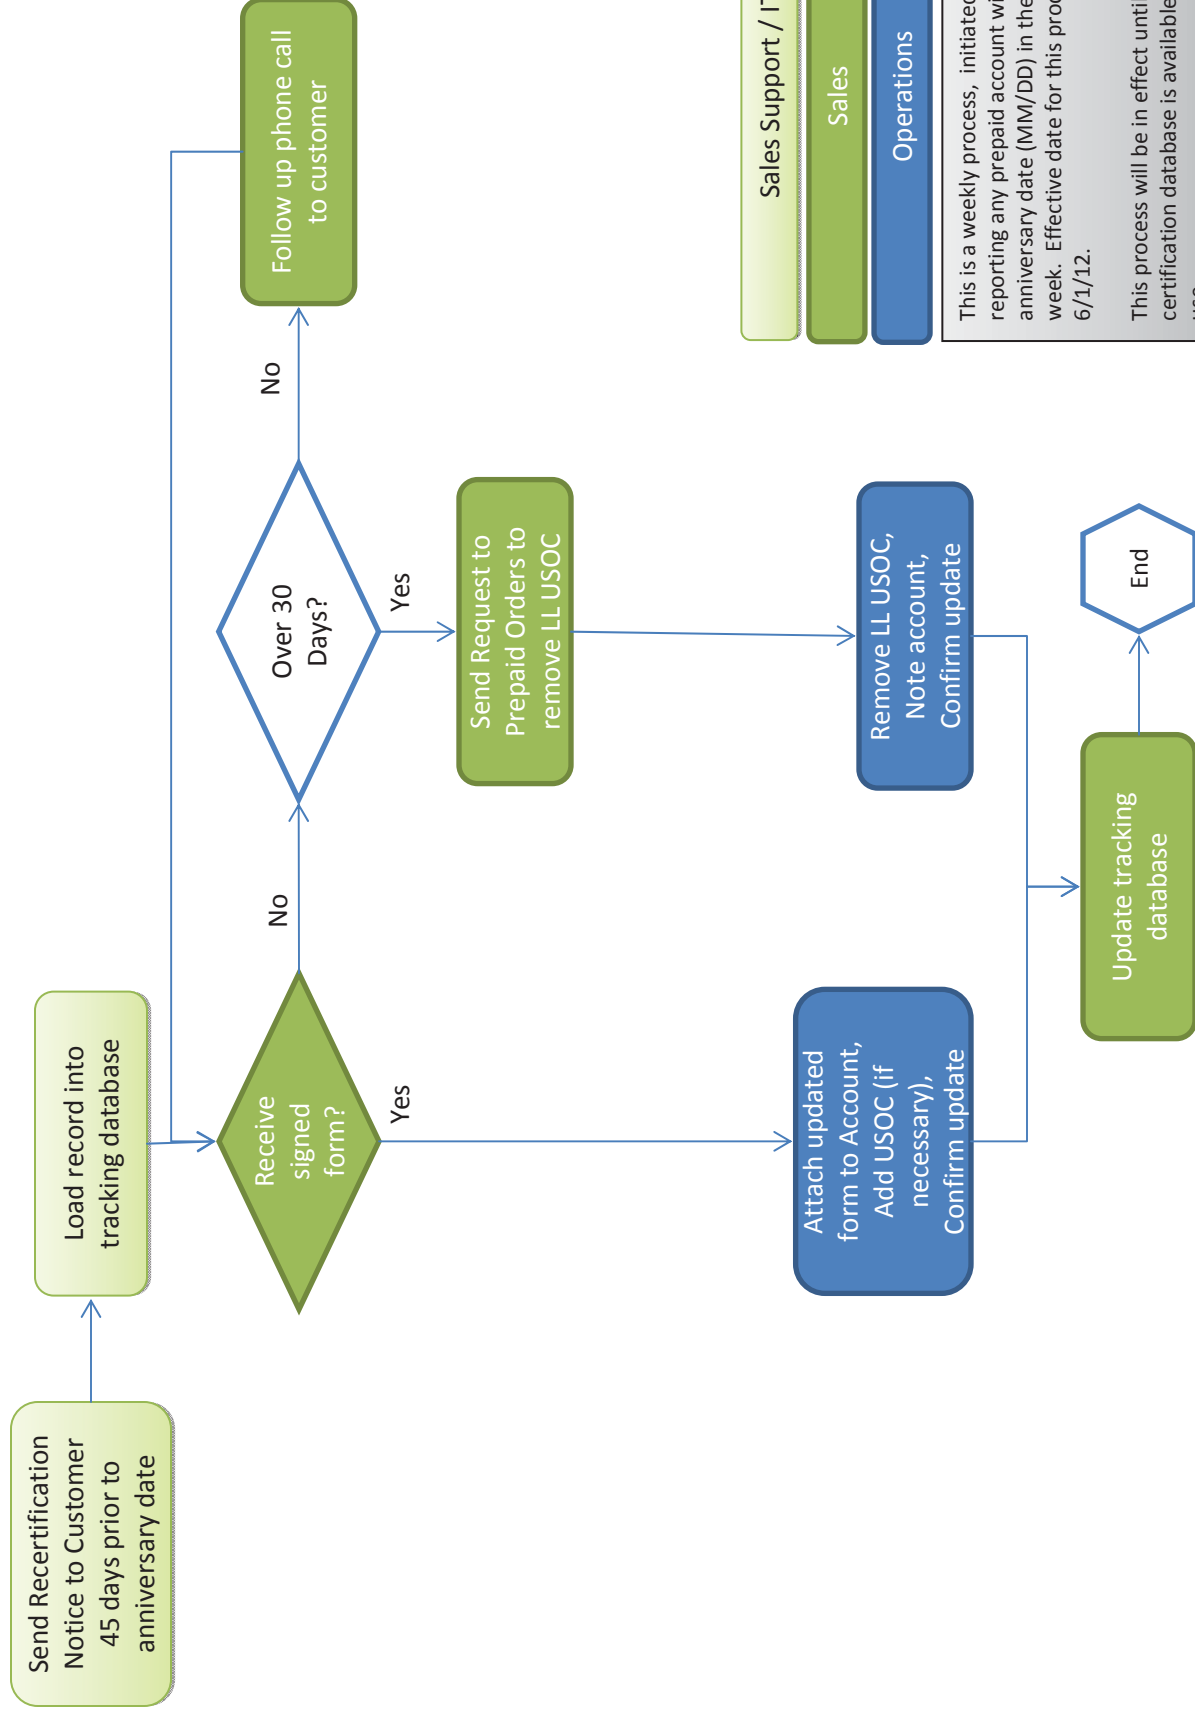 Send Recertification
Notice to Customer
45 days prior to
anniversary date
Load record into
tracking database
Receive
signed
form?
No
Over 30
Days?
No
Follow up phone call
to customer
Yes
Yes
Send Request to
Prepaid Orders to
remove LL USOC
Attach updated
form to Account,
Add USOC (if
necessary),
Confirm update
Remove LL USOC,
Note account,
Confirm update
Update tracking
database
End
Sales Support / IT
Sales
Operations
This is a weekly process, initiated
reporting any prepaid account wi
anniversary date (MM/DD) in the
week. Effective date for this proc
6/1/12.
This process will be in effect until
certification database is available